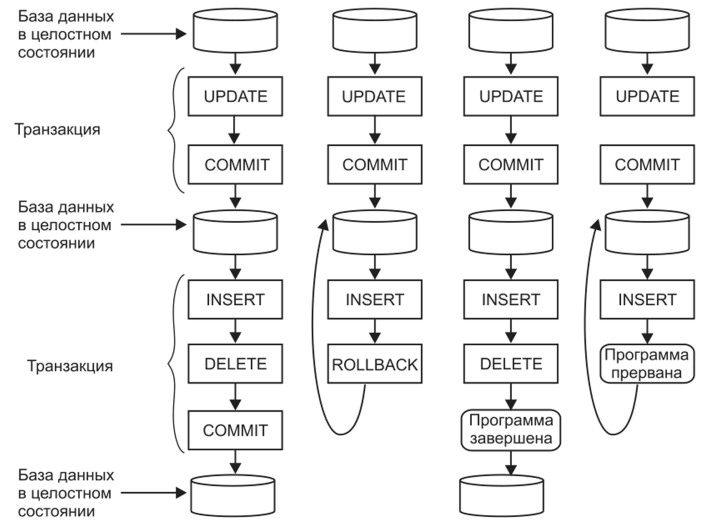 База данных
в целостном
состоянии
UPDATE UPDATE UPDATE UPDATE
Транзакция
COMMIT COMMIT COMMIT COMMIT
База данных
в целостном
состоянии
INSERT INSERT INSERT INSERT
Транзакция
DELETE ROLLBACK DELETE Программа
прервана
COMMIT Программа
завершена
База данных
в целостном
состоянии